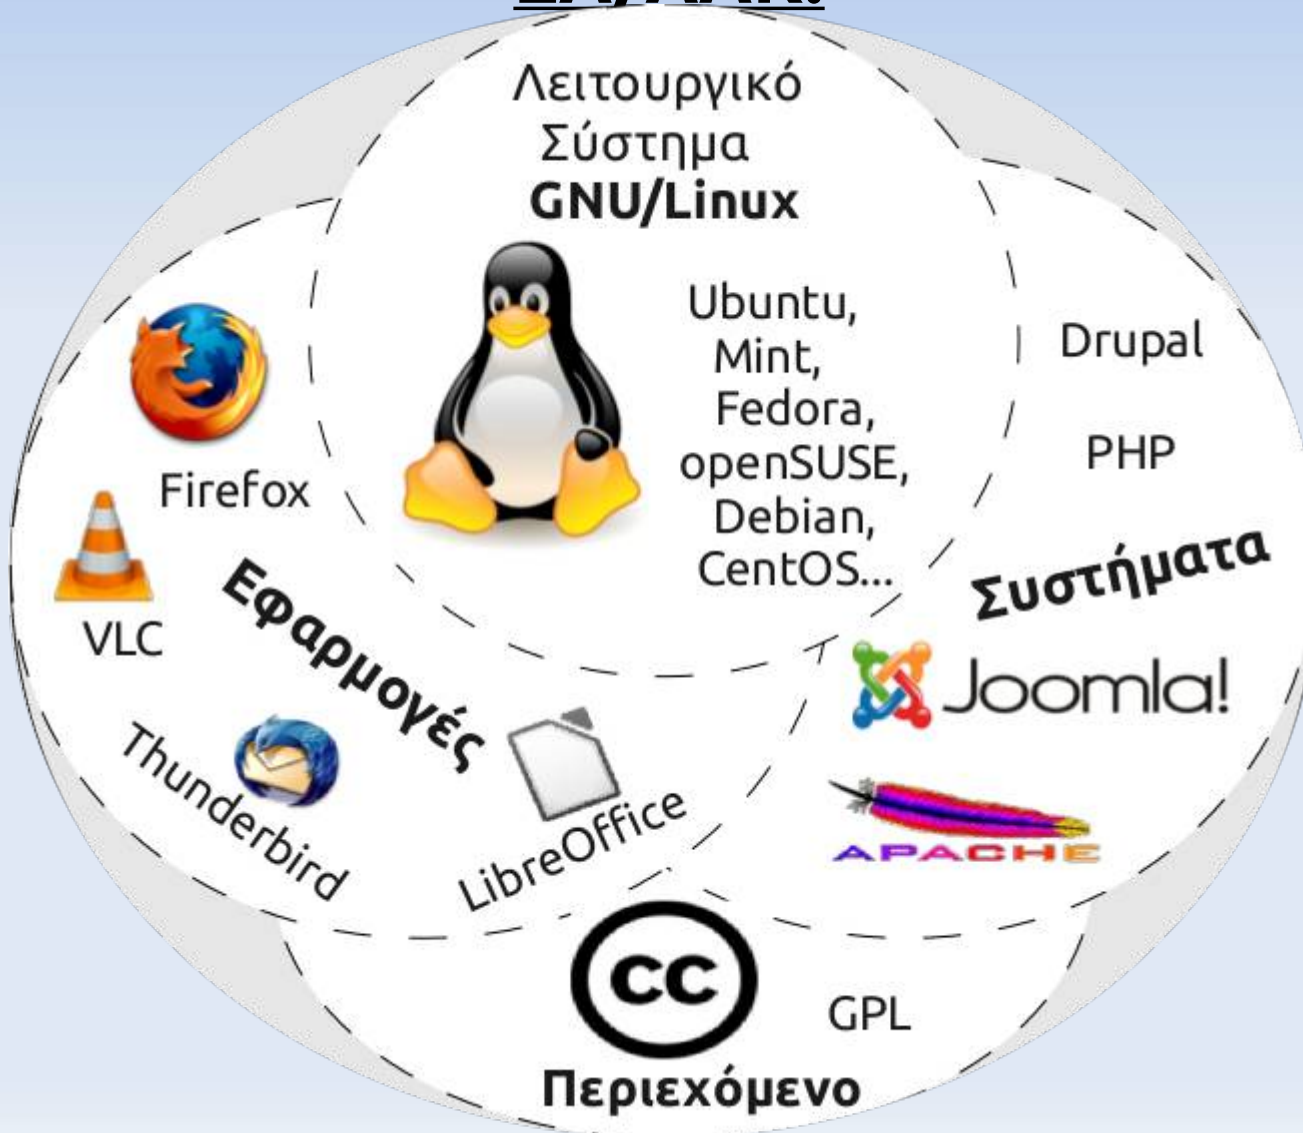 Λειτουργικό
Σύστημα
GNU/Linux
Ubuntu,
Mint,
Fedora,
openSUSE,
Debian,
CentOS...
Firefox
VLC
Εφαρμογές
Thunderbird
LibreOffice
Drupal
PHP
Συστήματα
Joomla!
APACHE
cc
GPL
Περιεχόμενο